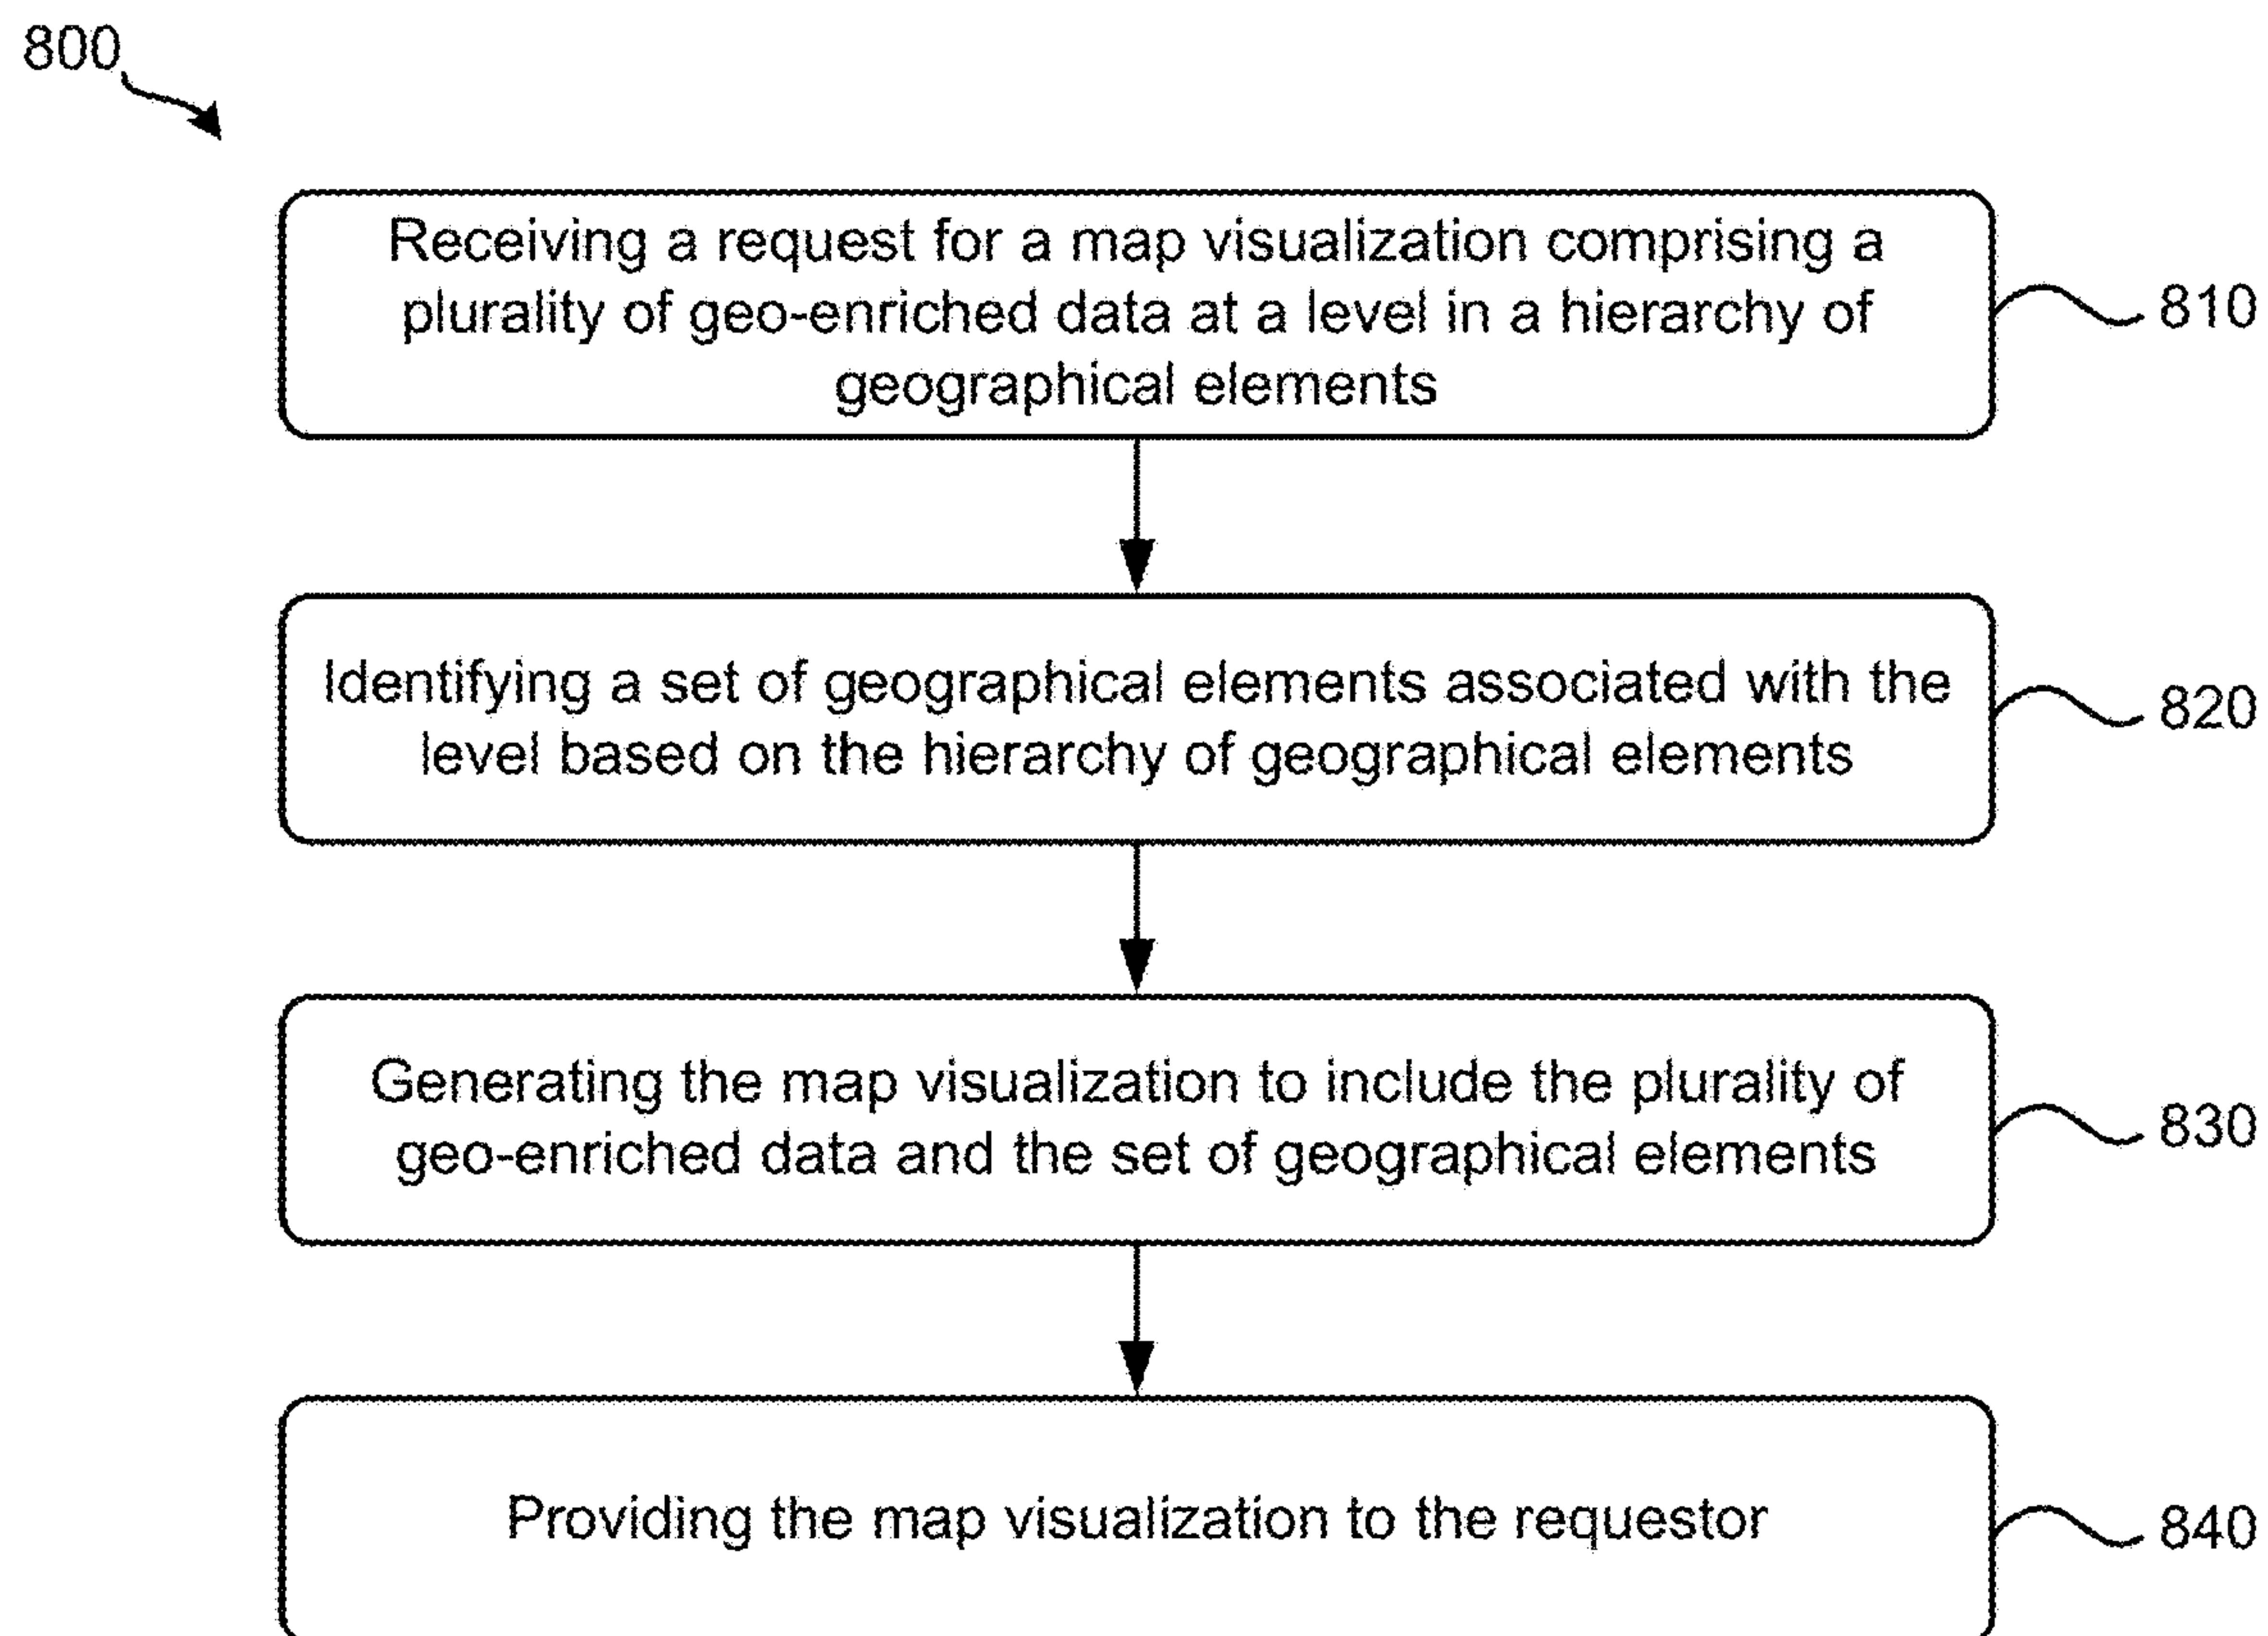 800
Receiving a request for a map visualization comprising a
plurality of geo-enriched data at a level in a hierarchy of
geographical elements
810
Identifying a set of geographical elements associated with the
level based on the hierarchy of geographical elements
820
Generating the map visualization to include the plurality of
geo-enriched data and the set of geographical elements
830
Providing the map visualization to the requestor
840